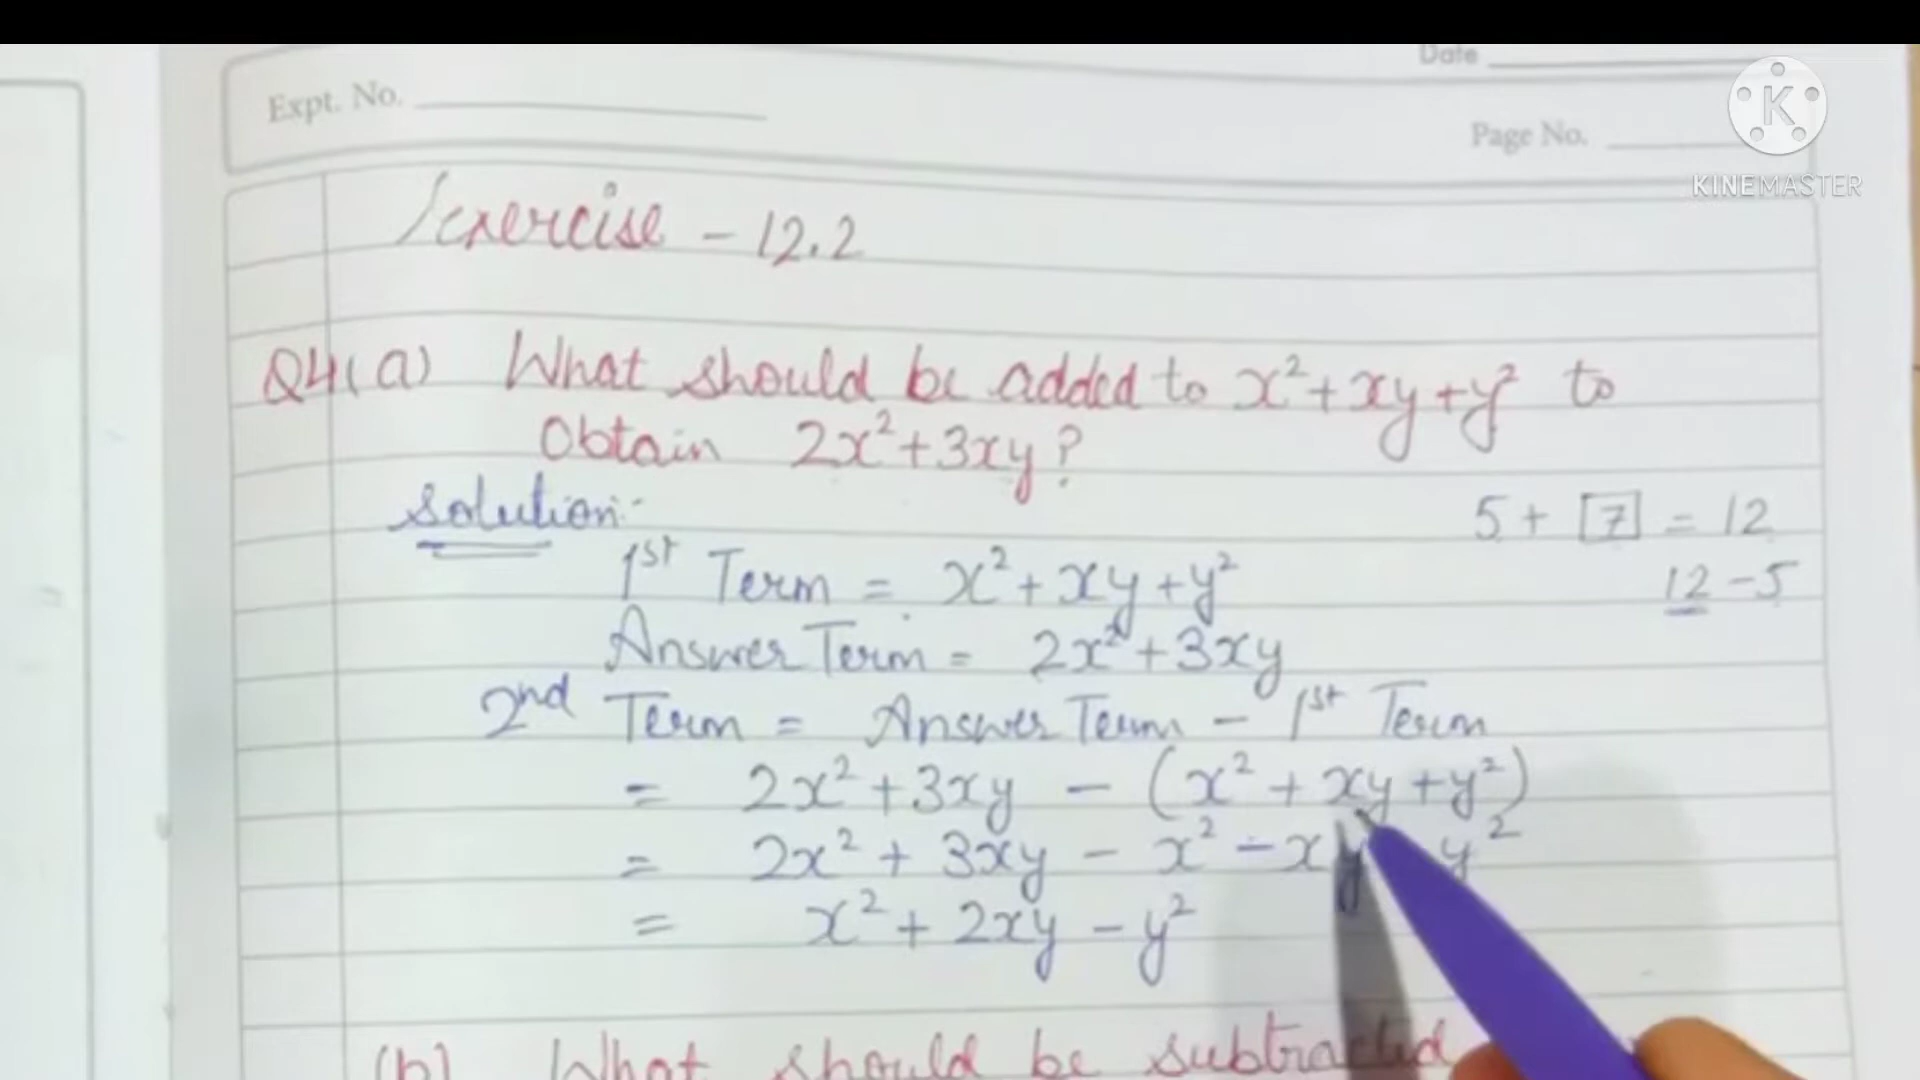 Date
Expt. No.
Page No.
KINEMASTER
Exercise - 12.2
Q4(a) What should be added to x²+xy+y² to
Obtain 2x²+3xy?
Solution:-
5 + 7 = 12
1st Term = x²+xy+y²
12-5
Answer Term = 2x²+3xy
2nd Term = Answer Term - 1st Term
= 2x²+3xy - (x²+xy+y²)
= 2x² + 3xy - x² - xy y²
= x² + 2xy - y²
(b) What should be subtracted